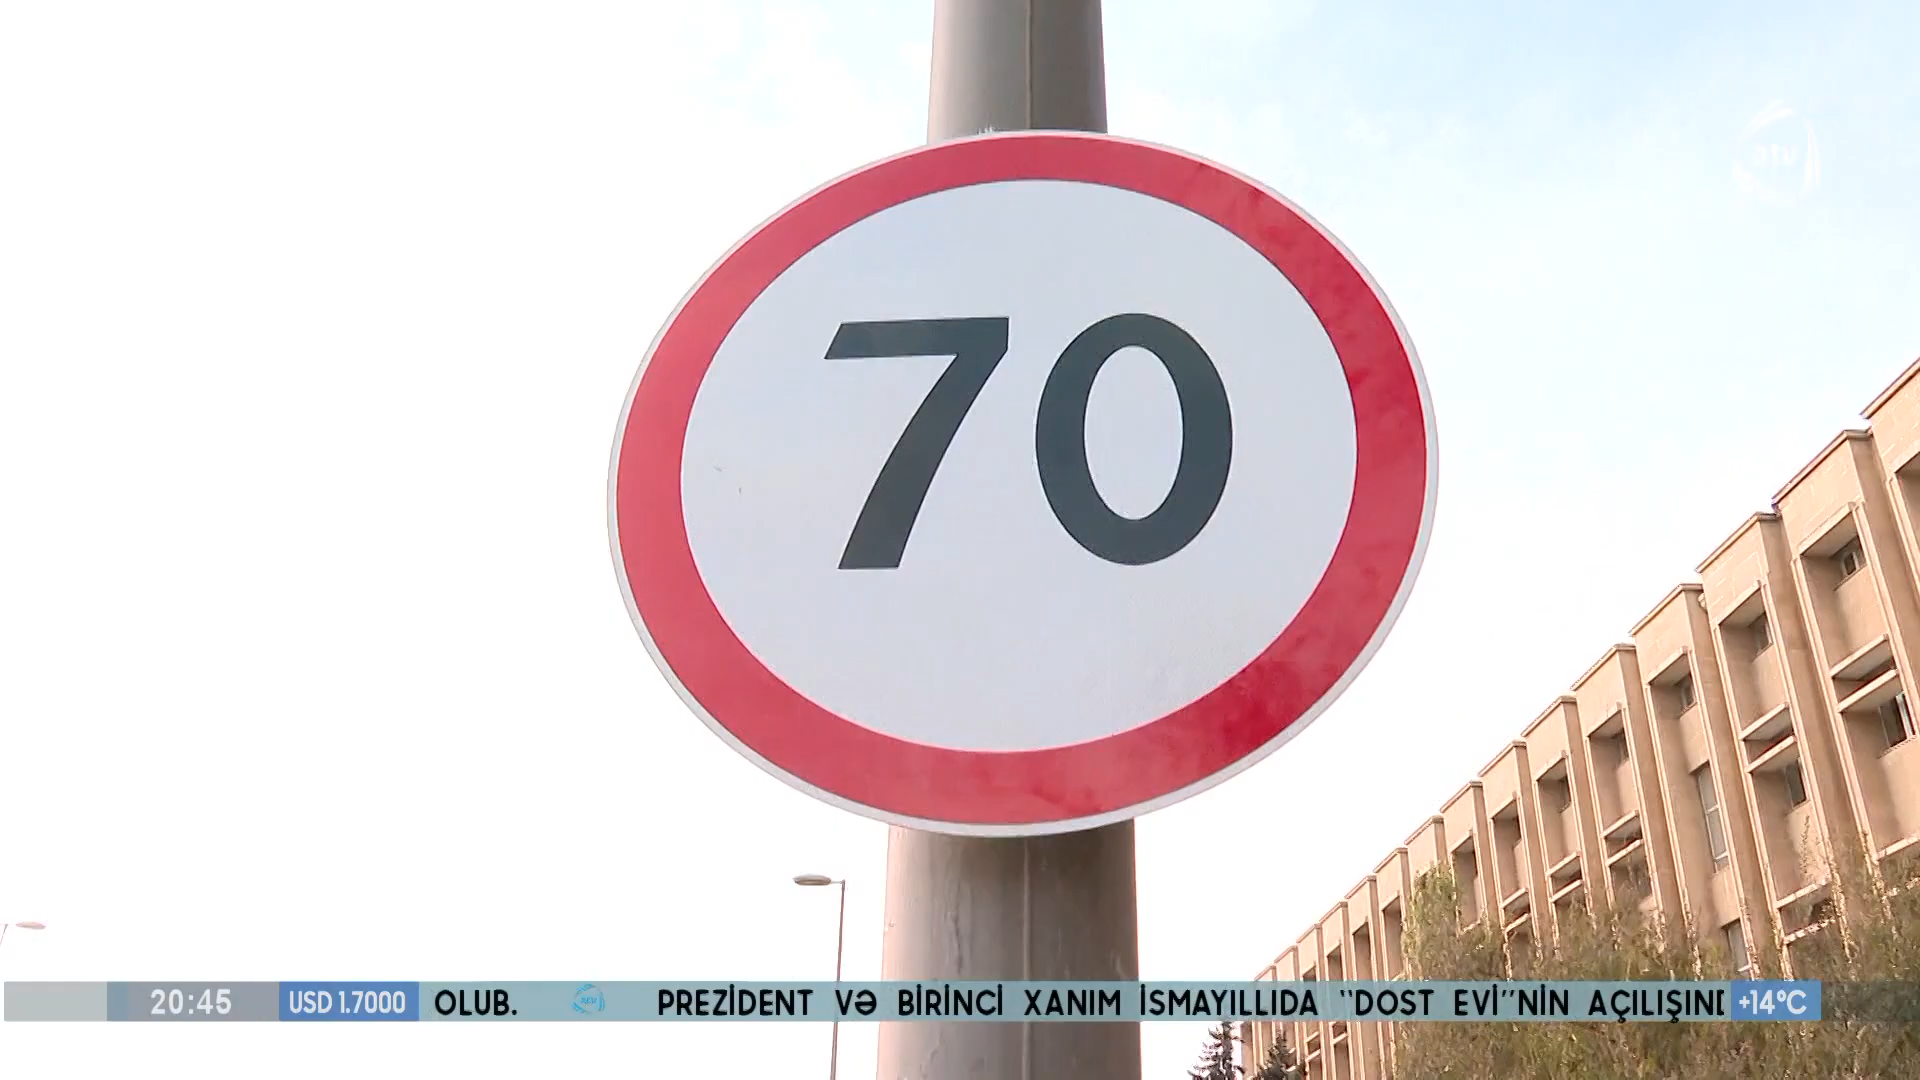 atv
70
20:45 USD 1.7000 OLUB. PREZİDENT VƏ BİRİNCİ XANIM İSMAYILLIDA "DOST EVİ"NİN AÇILIŞIND +14°C